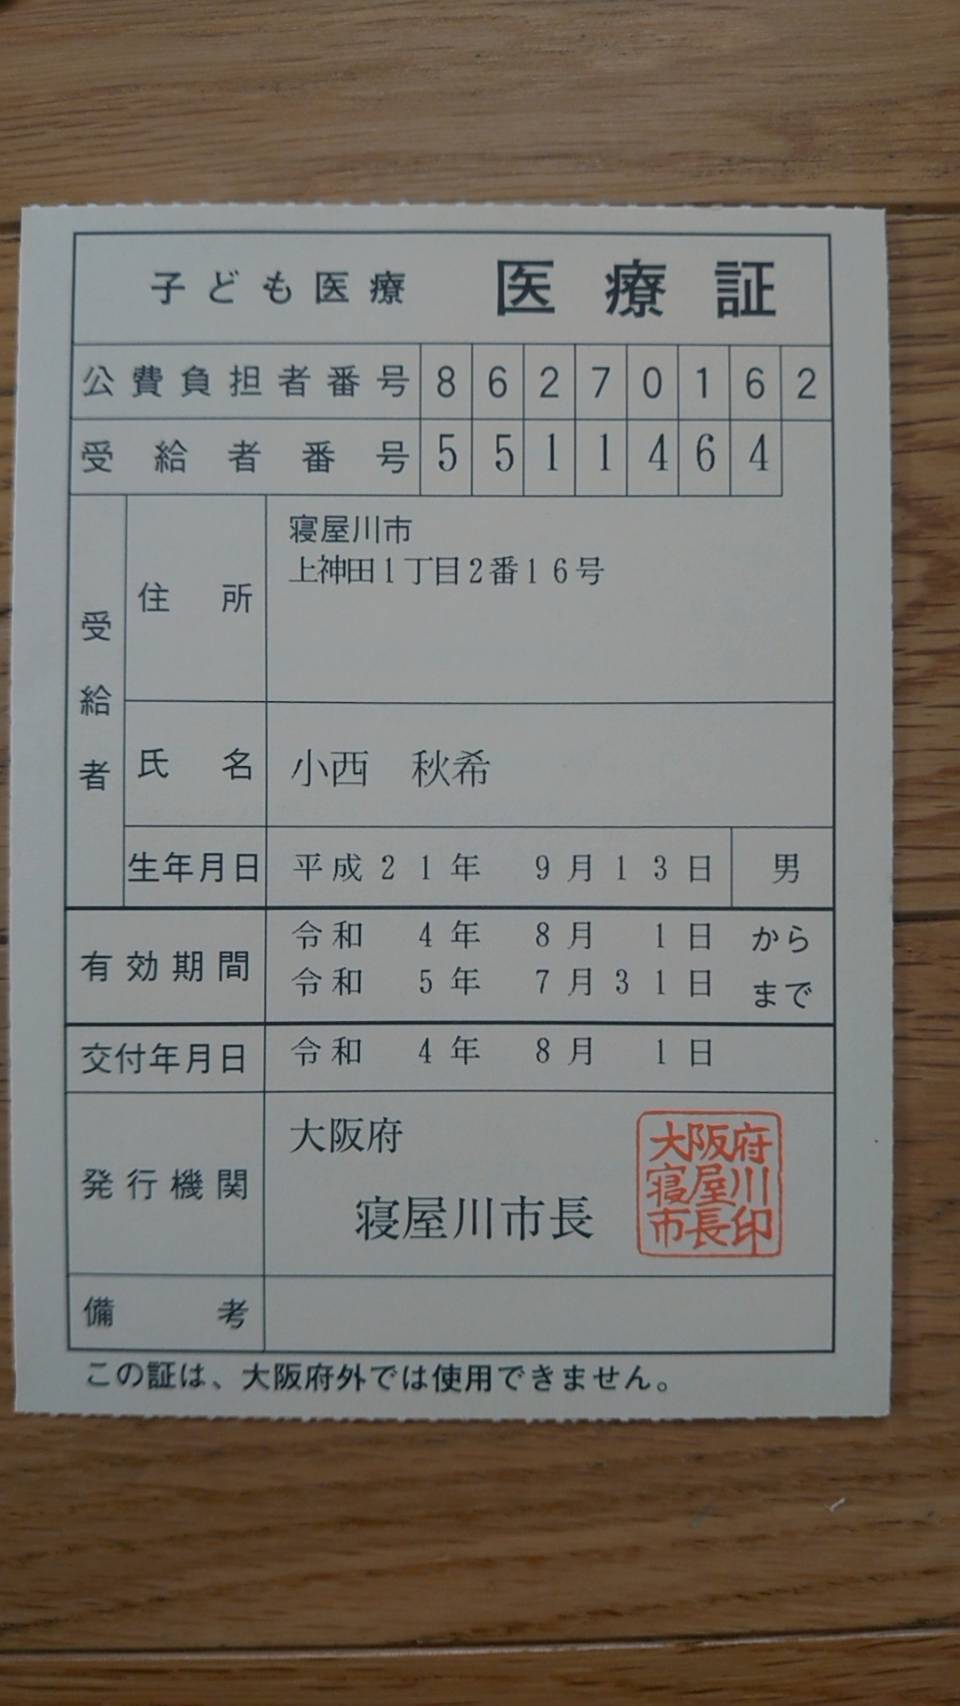 子ども医療 医療証
公費負担者番号 8 6 2 7 0 1 6 2
受給者番号 5 5 1 1 4 6 4
受給者
住所 寝屋川市
上神田1丁目2番16号
氏名 小西 秋希
生年月日 平成21年 9月13日 男
有効期間 令和 4年 8月 1日 から
令和 5年 7月31日 まで
交付年月日 令和 4年 8月 1日
発行機関 大阪府
寝屋川市長
大阪府
寝屋川
市長印
備考
この証は、大阪府外では使用できません。